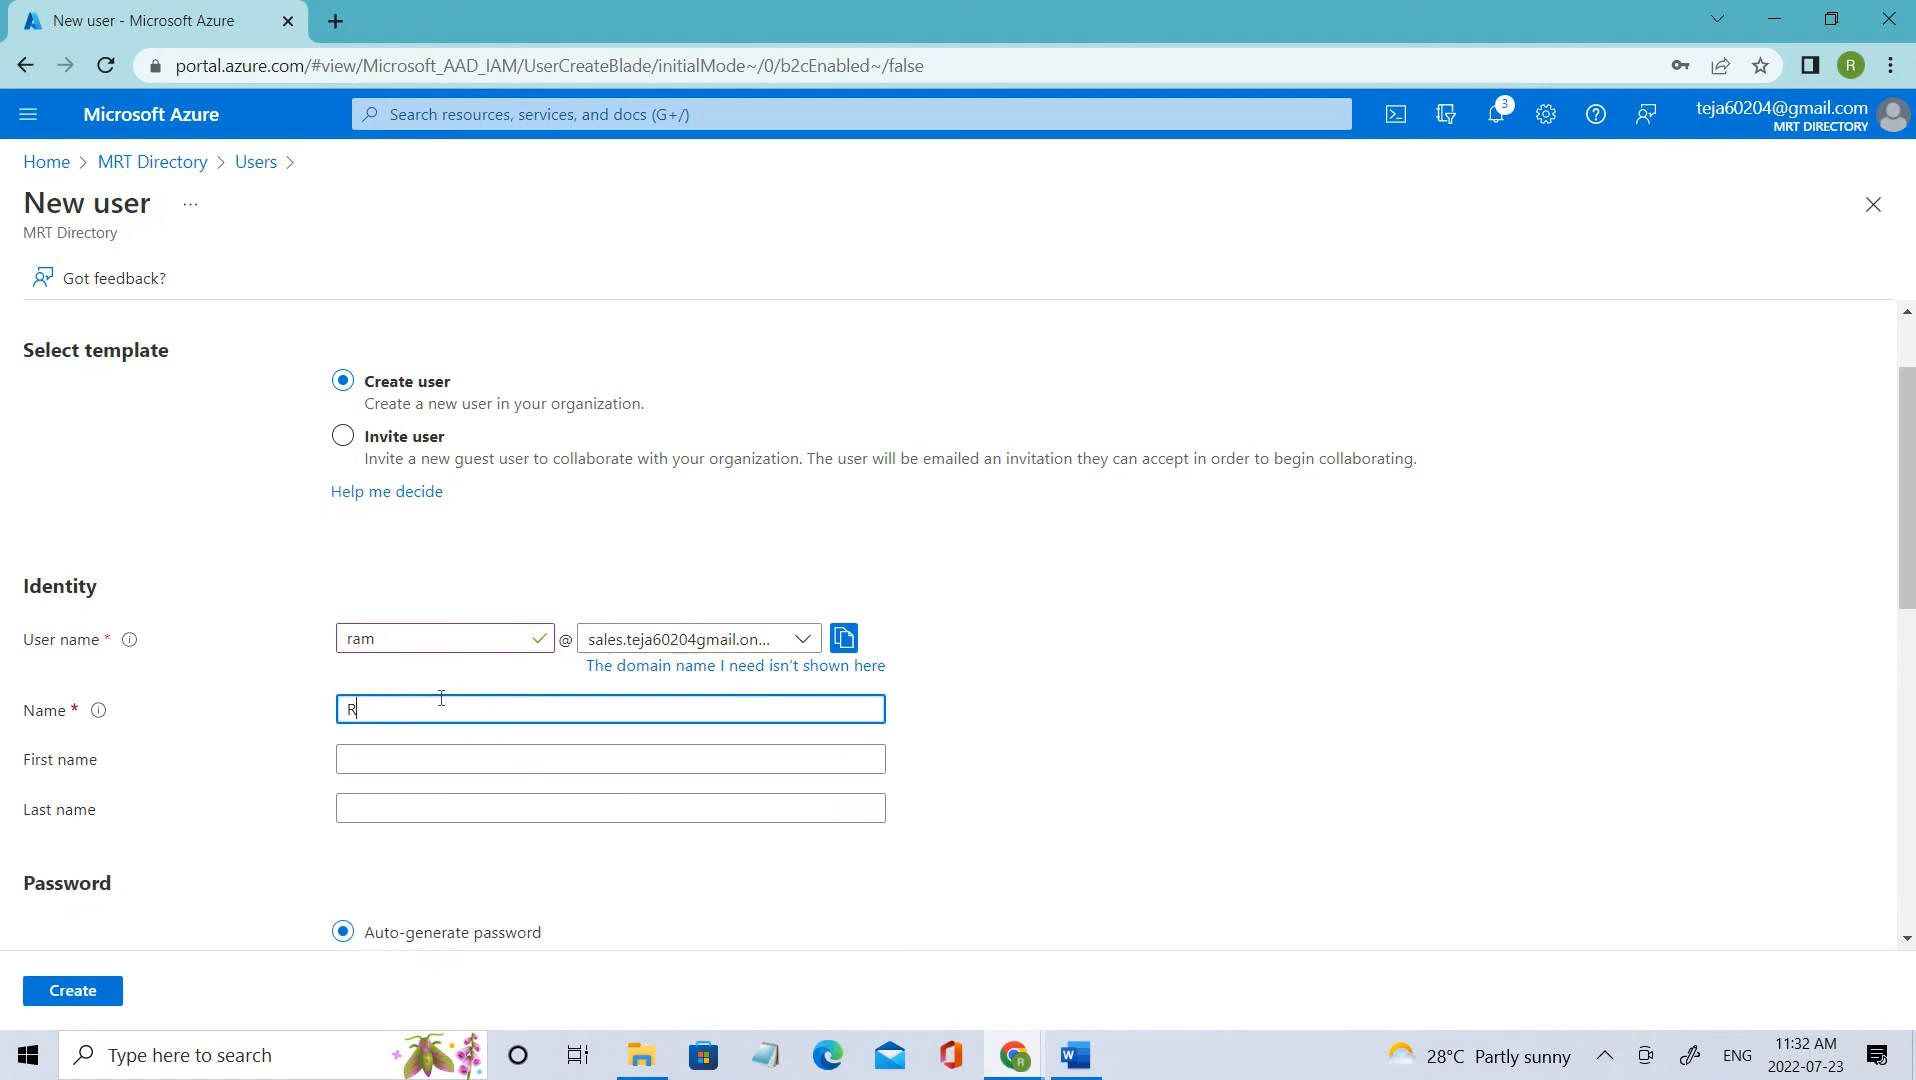 New user - Microsoft Azure
portal.azure.com/#view/Microsoft_AAD_IAM/UserCreateBlade/initialMode~/0/b2cEnabled~/false
R
Microsoft Azure
Search resources, services, and docs (G+/)
3
teja60204@gmail.com
MRT DIRECTORY
Home > MRT Directory > Users >
New user ...
MRT Directory
Got feedback?
Select template
Create user
Create a new user in your organization.
Invite user
Invite a new guest user to collaborate with your organization. The user will be emailed an invitation they can accept in order to begin collaborating.
Help me decide
Identity
User name * ram @ sales.teja60204gmail.on...
The domain name I need isn't shown here
Name * R
First name
Last name
Password
Auto-generate password
Create
Type here to search
28°C Partly sunny
ENG
11:32 AM
2022-07-23